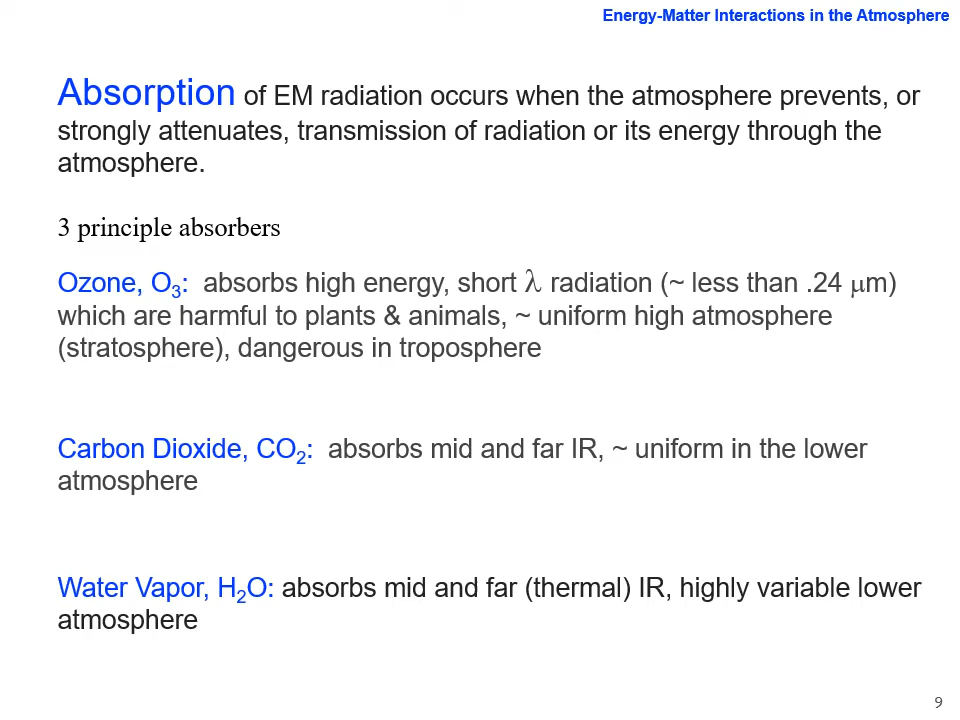 Energy-Matter Interactions in the Atmosphere
Absorption of EM radiation occurs when the atmosphere prevents, or
strongly attenuates, transmission of radiation or its energy through the
atmosphere.
3 principle absorbers
Ozone, O₃: absorbs high energy, short λ radiation (~ less than .24 μm)
which are harmful to plants & animals, ~ uniform high atmosphere
(stratosphere), dangerous in troposphere
Carbon Dioxide, CO₂: absorbs mid and far IR, ~ uniform in the lower
atmosphere
Water Vapor, H₂O: absorbs mid and far (thermal) IR, highly variable lower
atmosphere
9